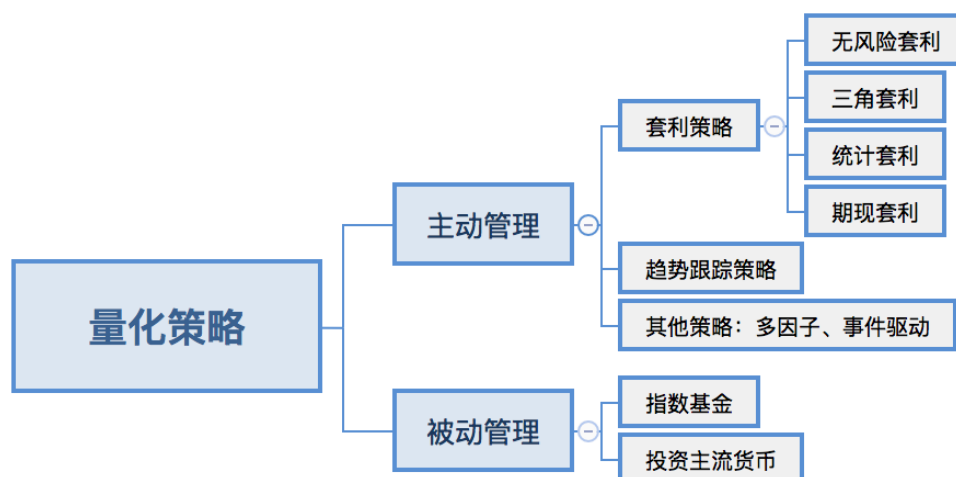 量化策略
主动管理
套利策略
无风险套利
三角套利
统计套利
期现套利
趋势跟踪策略
其他策略：多因子、事件驱动
被动管理
指数基金
投资主流货币